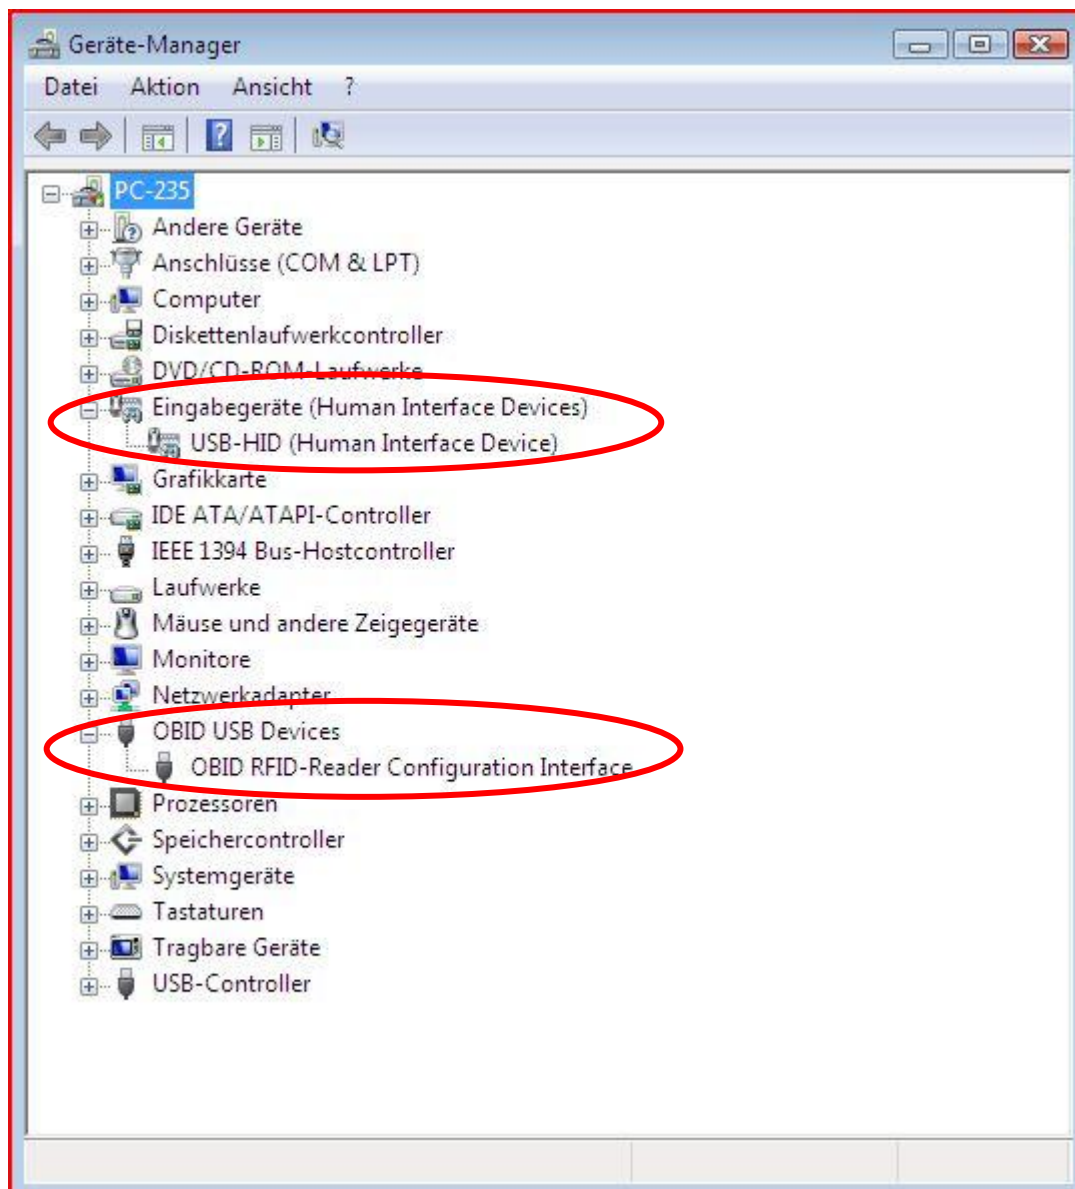 Geräte-Manager
Datei Aktion Ansicht ?
PC-235
Andere Geräte
Anschlüsse (COM & LPT)
Computer
Diskettenlaufwerkcontroller
DVD/CD-ROM-Laufwerke
Eingabegeräte (Human Interface Devices)
USB-HID (Human Interface Device)
Grafikkarte
IDE ATA/ATAPI-Controller
IEEE 1394 Bus-Hostcontroller
Laufwerke
Mäuse und andere Zeigegeräte
Monitore
Netzwerkadapter
OBID USB Devices
OBID RFID-Reader Configuration Interface
Prozessoren
Speichercontroller
Systemgeräte
Tastaturen
Tragbare Geräte
USB-Controller